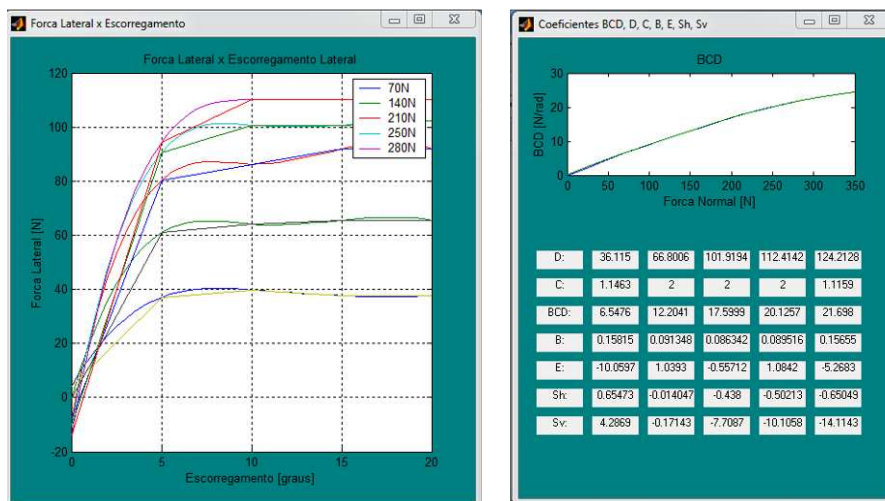 Forca Lateral x Escorregamento
Forca Lateral x Escorregamento Lateral
120
100
80
60
40
20
0
-20
0 5 10 15 20
Forca Lateral [N]
Escorregamento [graus]
70N
140N
210N
250N
280N
Coeficientes BCD, D, C, B, E, Sh, Sv
BCD
30
20
10
0
0 50 100 150 200 250 300 350
BCD [N/rad]
Forca Normal [N]
D: 36.115 66.8006 101.9194 112.4142 124.2128
C: 1.1463 2 2 2 1.1159
BCD: 6.5476 12.2041 17.5999 20.1257 21.698
B: 0.15815 0.091348 0.086342 0.089516 0.15655
E: -10.0597 1.0393 -0.55712 1.0842 -5.2683
Sh: 0.65473 -0.014047 -0.438 -0.50213 -0.65049
Sv: 4.2869 -0.17143 -7.7087 -10.1058 -14.1143